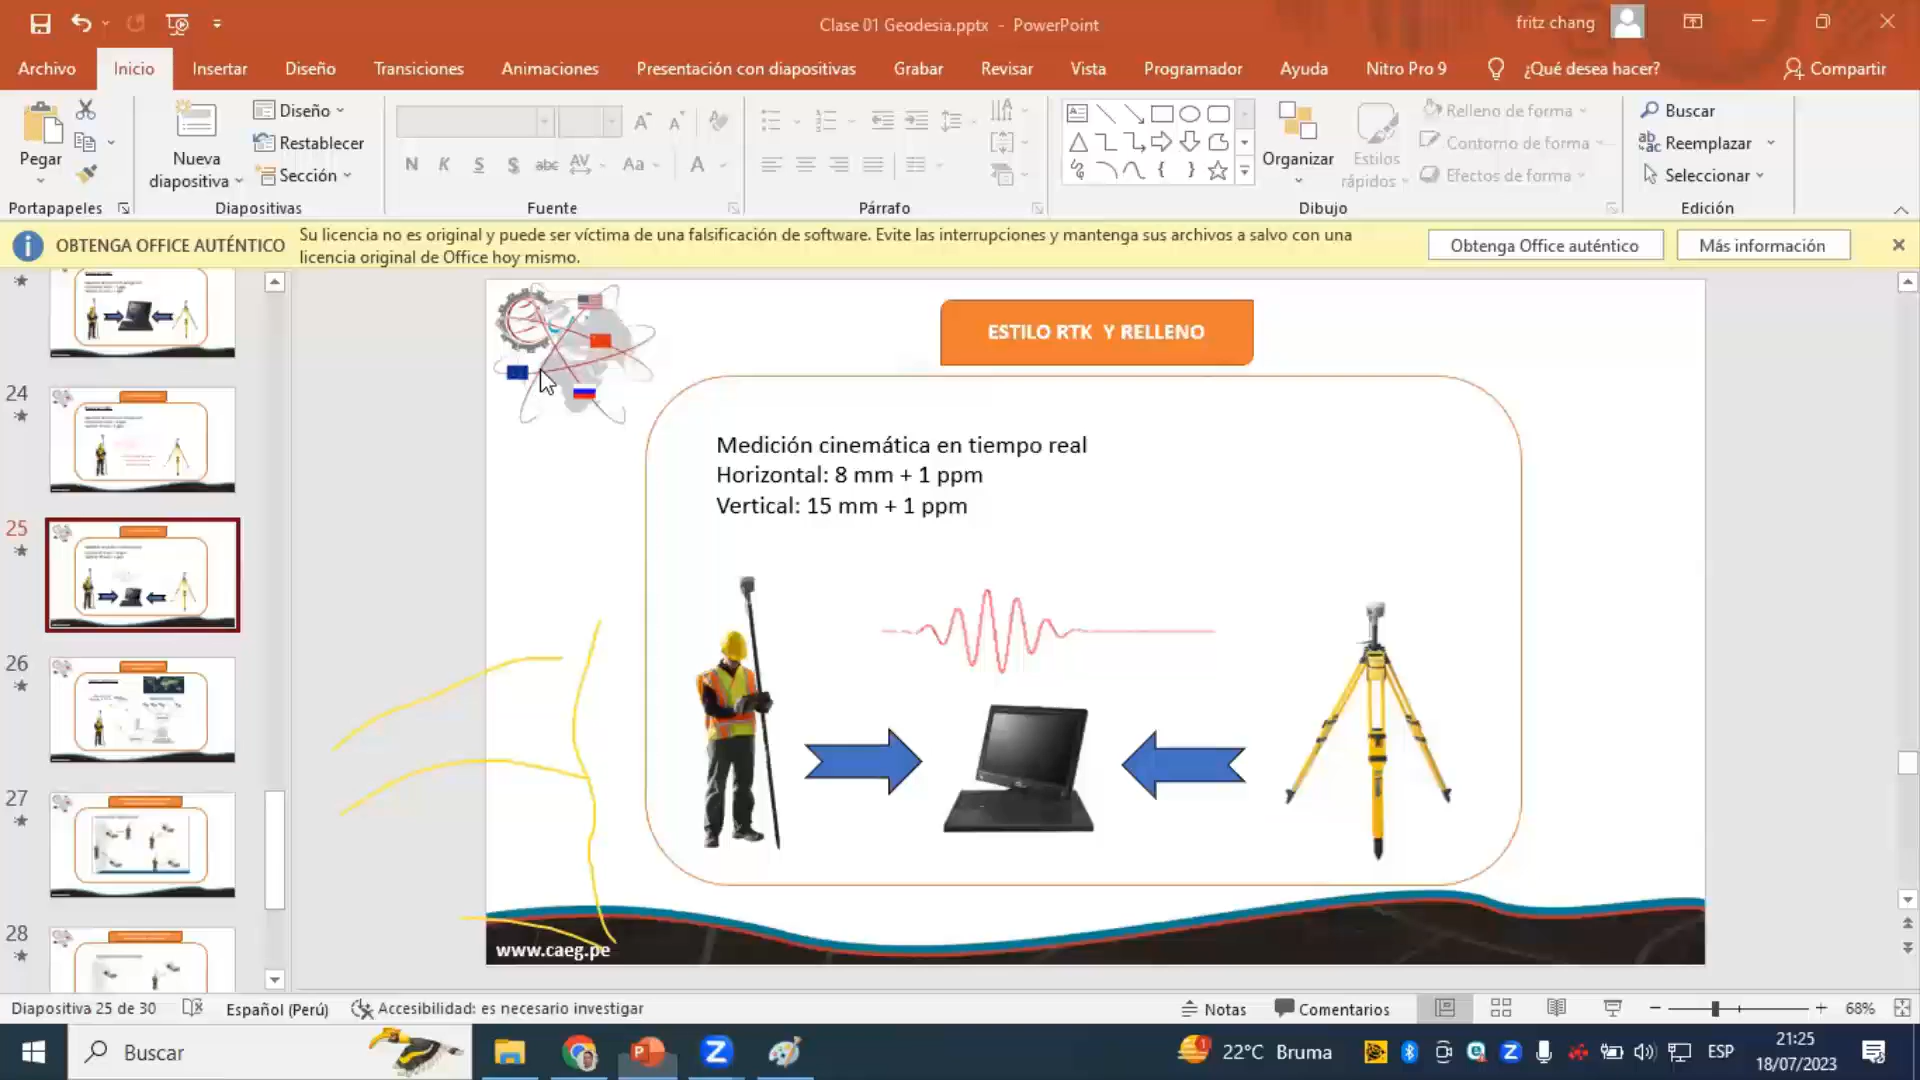 Clase 01 Geodesia.pptx - PowerPoint
fritz chang
Archivo Inicio Insertar Diseño Transiciones Animaciones Presentación con diapositivas Grabar Revisar Vista Programador Ayuda Nitro Pro 9 ¿Qué desea hacer? Compartir
Pegar
Nueva diapositiva
Diseño
Restablecer
Sección
N K S S abc AV Aa A
Organizar
Estilos rápidos
Relleno de forma
Contorno de forma
Efectos de forma
Buscar
Reemplazar
Seleccionar
Portapapeles Diapositivas Fuente Párrafo Dibujo Edición
OBTENGA OFFICE AUTÉNTICO
Su licencia no es original y puede ser víctima de una falsificación de software. Evite las interrupciones y mantenga sus archivos a salvo con una
licencia original de Office hoy mismo.
Obtenga Office auténtico
Más información
24
25
26
27
28
ESTILO RTK Y RELLENO
Medición cinemática en tiempo real
Horizontal: 8 mm + 1 ppm
Vertical: 15 mm + 1 ppm
www.caeg.pe
Diapositiva 25 de 30 Español (Perú) Accesibilidad: es necesario investigar Notas Comentarios 68%
Buscar
22°C Bruma
ESP
21:25
18/07/2023